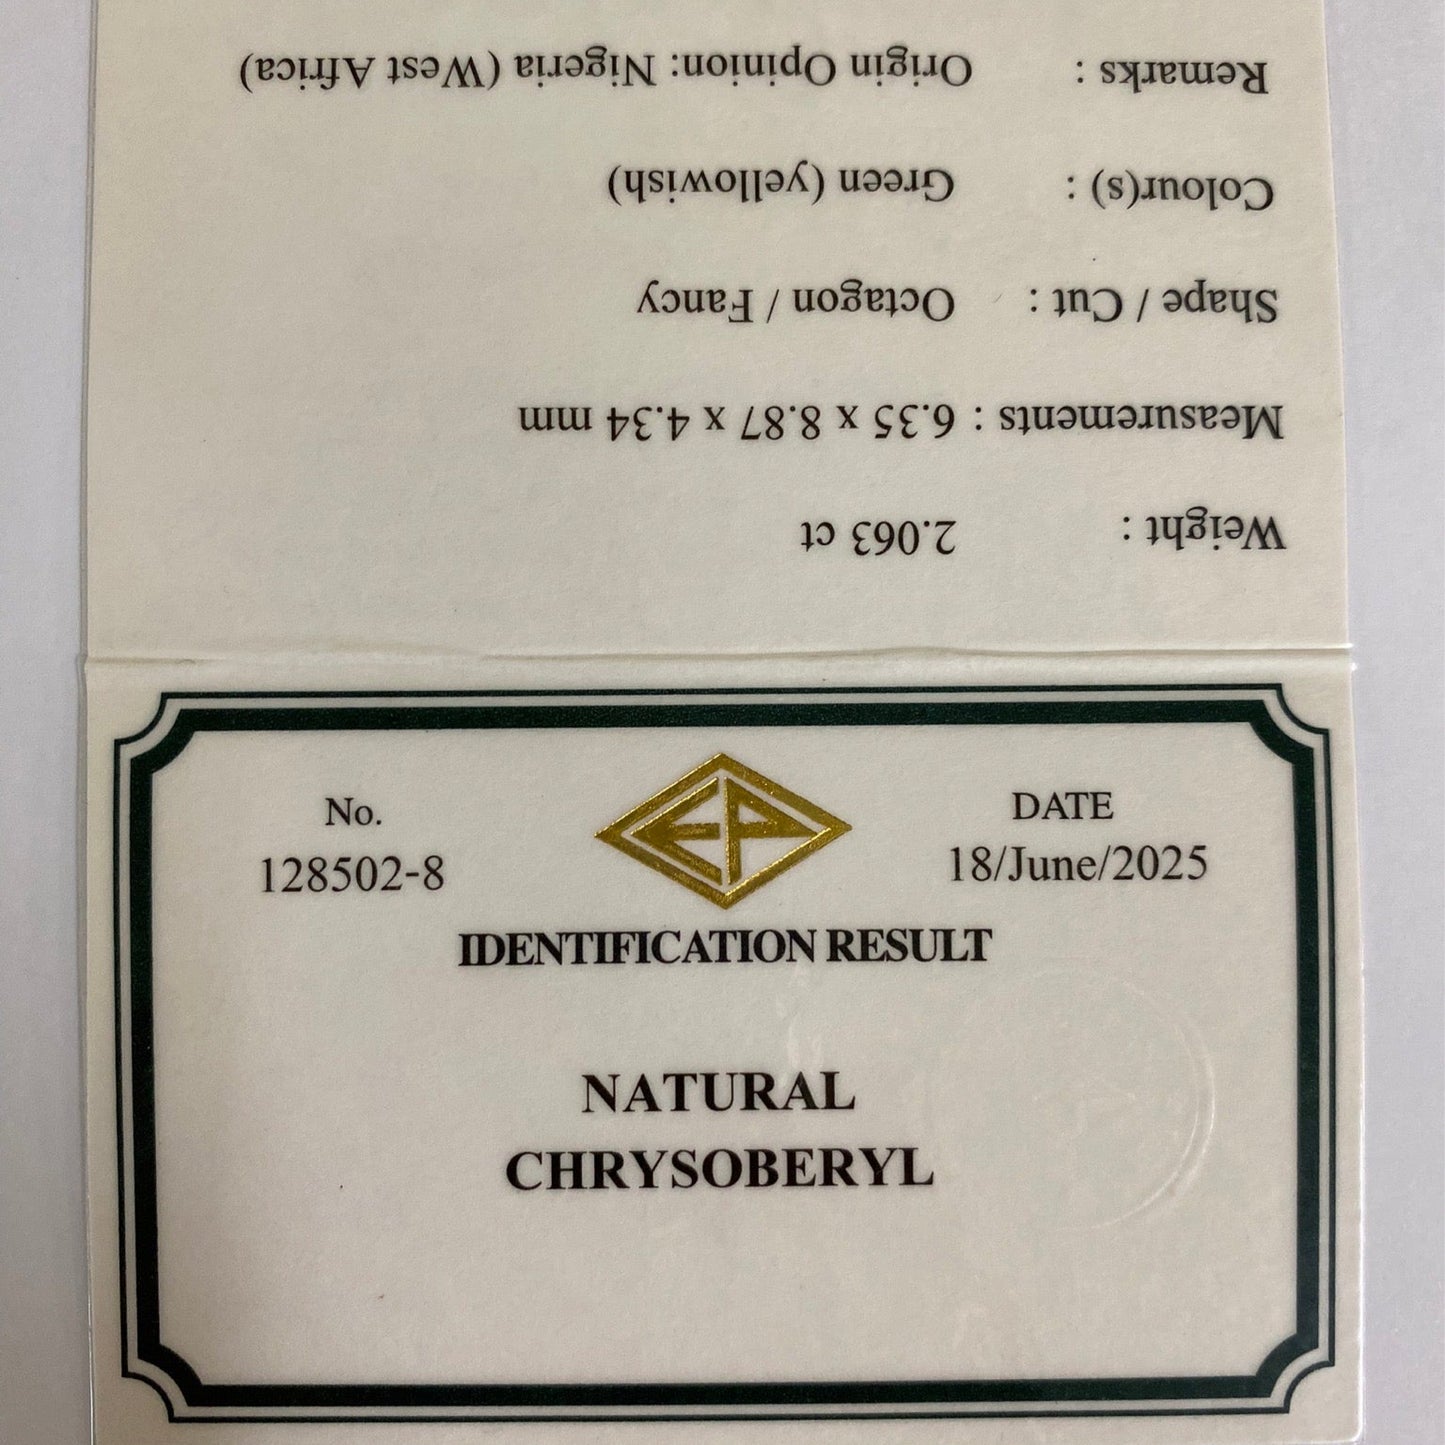 No.
128502-8
EP
DATE
18/June/2025
IDENTIFICATION RESULT
NATURAL
CHRYSOBERYL
Weight : 2.063 ct
Measurements : 6.35 x 8.87 x 4.34 mm
Shape / Cut : Octagon / Fancy
Colour(s) : Green (yellowish)
Remarks : Origin Opinion: Nigeria (West Africa)